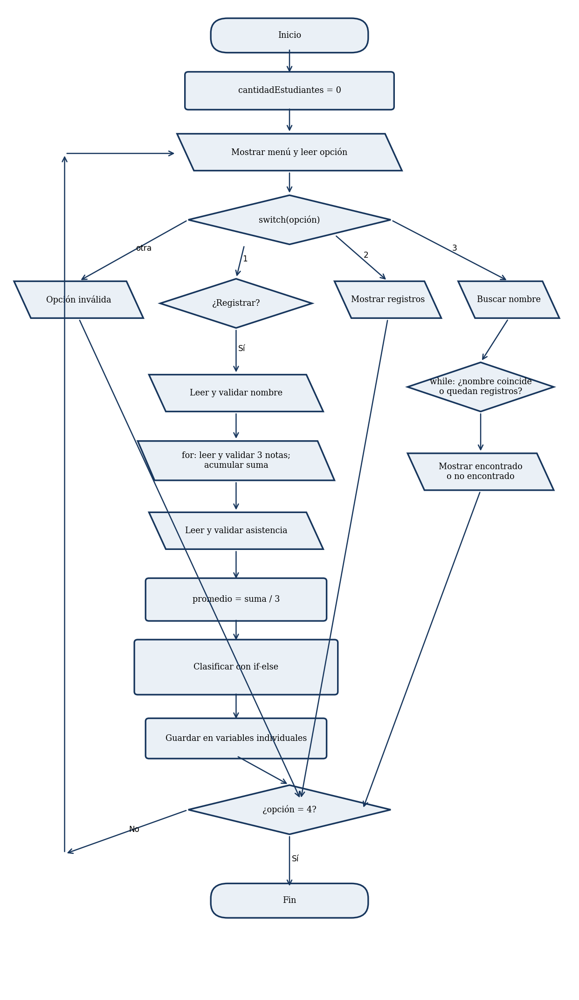 Inicio
cantidadEstudiantes = 0
Mostrar menú y leer opción
switch(opción)
otra
1
2
3
Opción inválida
¿Registrar?
Mostrar registros
Buscar nombre
Sí
while: ¿nombre coincide
o quedan registros?
Leer y validar nombre
for: leer y validar 3 notas;
acumular suma
Mostrar encontrado
o no encontrado
Leer y validar asistencia
promedio = suma / 3
Clasificar con if-else
Guardar en variables individuales
¿opción = 4?
No
Sí
Fin